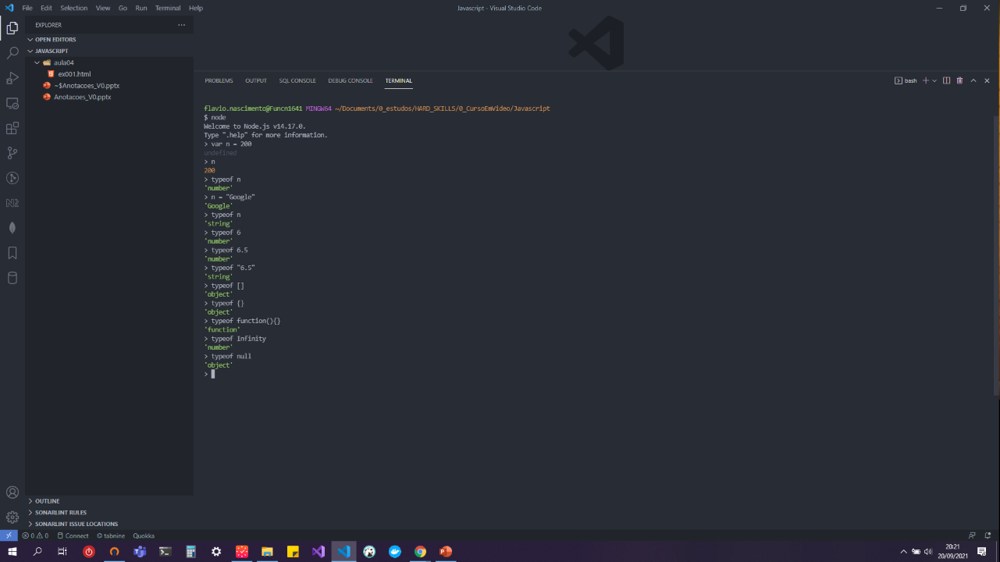 File Edit Selection View Go Run Terminal Help
Javascript - Visual Studio Code
EXPLORER
OPEN EDITORS
JAVASCRIPT
aula04
ex001.html
~$Anotacoes_V0.pptx
Anotacoes_V0.pptx
PROBLEMS OUTPUT SQL CONSOLE DEBUG CONSOLE TERMINAL
bash
flavio.nascimento@Funcn1641 MINGW64 ~/Documents/0_estudos/HARD_SKILLS/0_CursoEmVideo/Javascript
$ node
Welcome to Node.js v14.17.0.
Type ".help" for more information.
> var n = 200
undefined
> n
200
> typeof n
'number'
> n = "Google"
'Google'
> typeof n
'string'
> typeof 6
'number'
> typeof 6.5
'number'
> typeof "6.5"
'string'
> typeof []
'object'
> typeof {}
'object'
> typeof function(){}
'function'
> typeof Infinity
'number'
> typeof null
'object'
>
OUTLINE
SONARLINT RULES
SONARLINT ISSUE LOCATIONS
0 0 Connect tabnine Quokka
20:21
20/09/2021